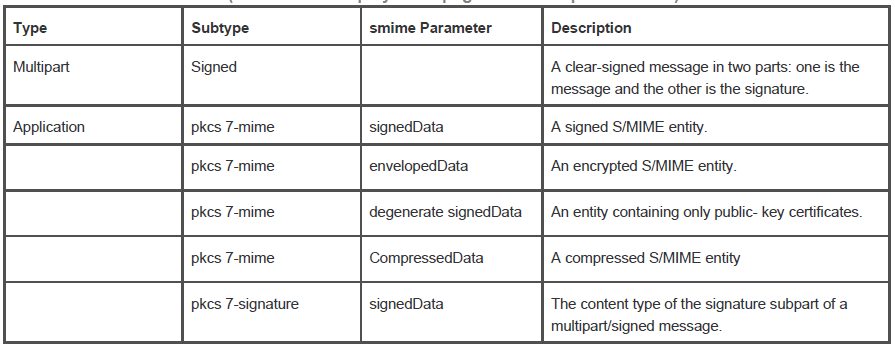 Type Subtype smime Parameter Description
Multipart Signed A clear-signed message in two parts: one is the
message and the other is the signature.
Application pkcs 7-mime signedData A signed S/MIME entity.
pkcs 7-mime envelopedData An encrypted S/MIME entity.
pkcs 7-mime degenerate signedData An entity containing only public- key certificates.
pkcs 7-mime CompressedData A compressed S/MIME entity
pkcs 7-signature signedData The content type of the signature subpart of a
multipart/signed message.